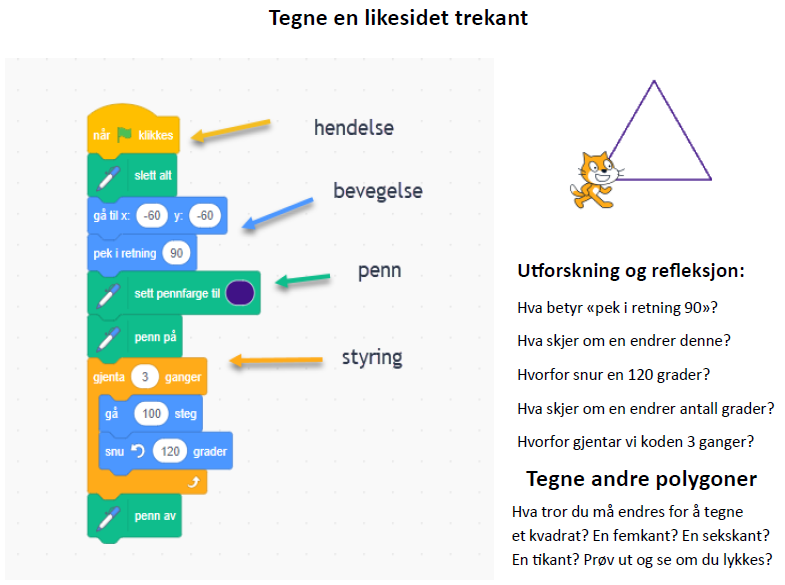 Tegne en likesidet trekant
når klikkes
hendelse
slett alt
bevegelse
gå til x: -60 y: -60
pek i retning 90
penn
sett pennfarge til
penn på
styring
gjenta 3 ganger
gå 100 steg
snu 120 grader
penn av
Utforskning og refleksjon:
Hva betyr «pek i retning 90»?
Hva skjer om en endrer denne?
Hvorfor snur en 120 grader?
Hva skjer om en endrer antall grader?
Hvorfor gjentar vi koden 3 ganger?
Tegne andre polygoner
Hva tror du må endres for å tegne
et kvadrat? En femkant? En sekskant?
En tikant? Prøv ut og se om du lykkes?